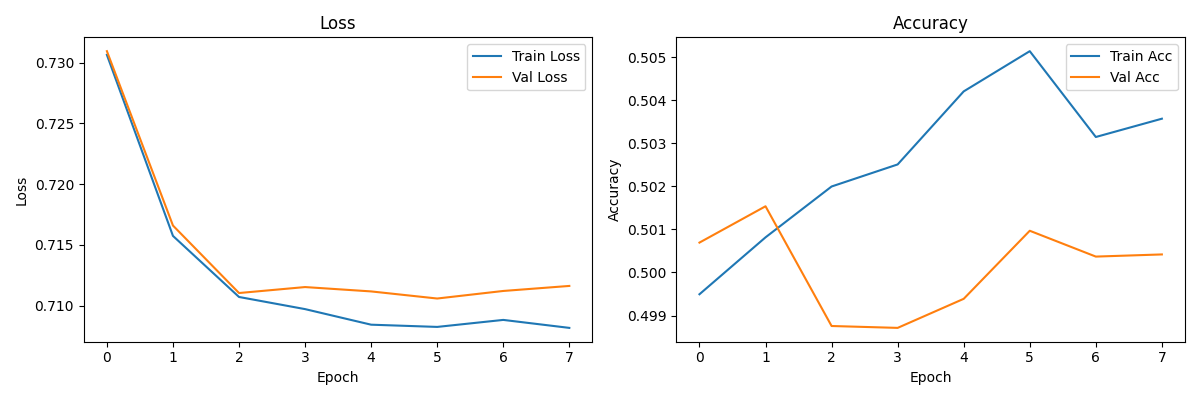 Loss
Train Loss
Val Loss
0.730
0.725
0.720
0.715
0.710
Loss
0 1 2 3 4 5 6 7
Epoch
Accuracy
Train Acc
Val Acc
0.505
0.504
0.503
0.502
0.501
0.500
0.499
Accuracy
0 1 2 3 4 5 6 7
Epoch